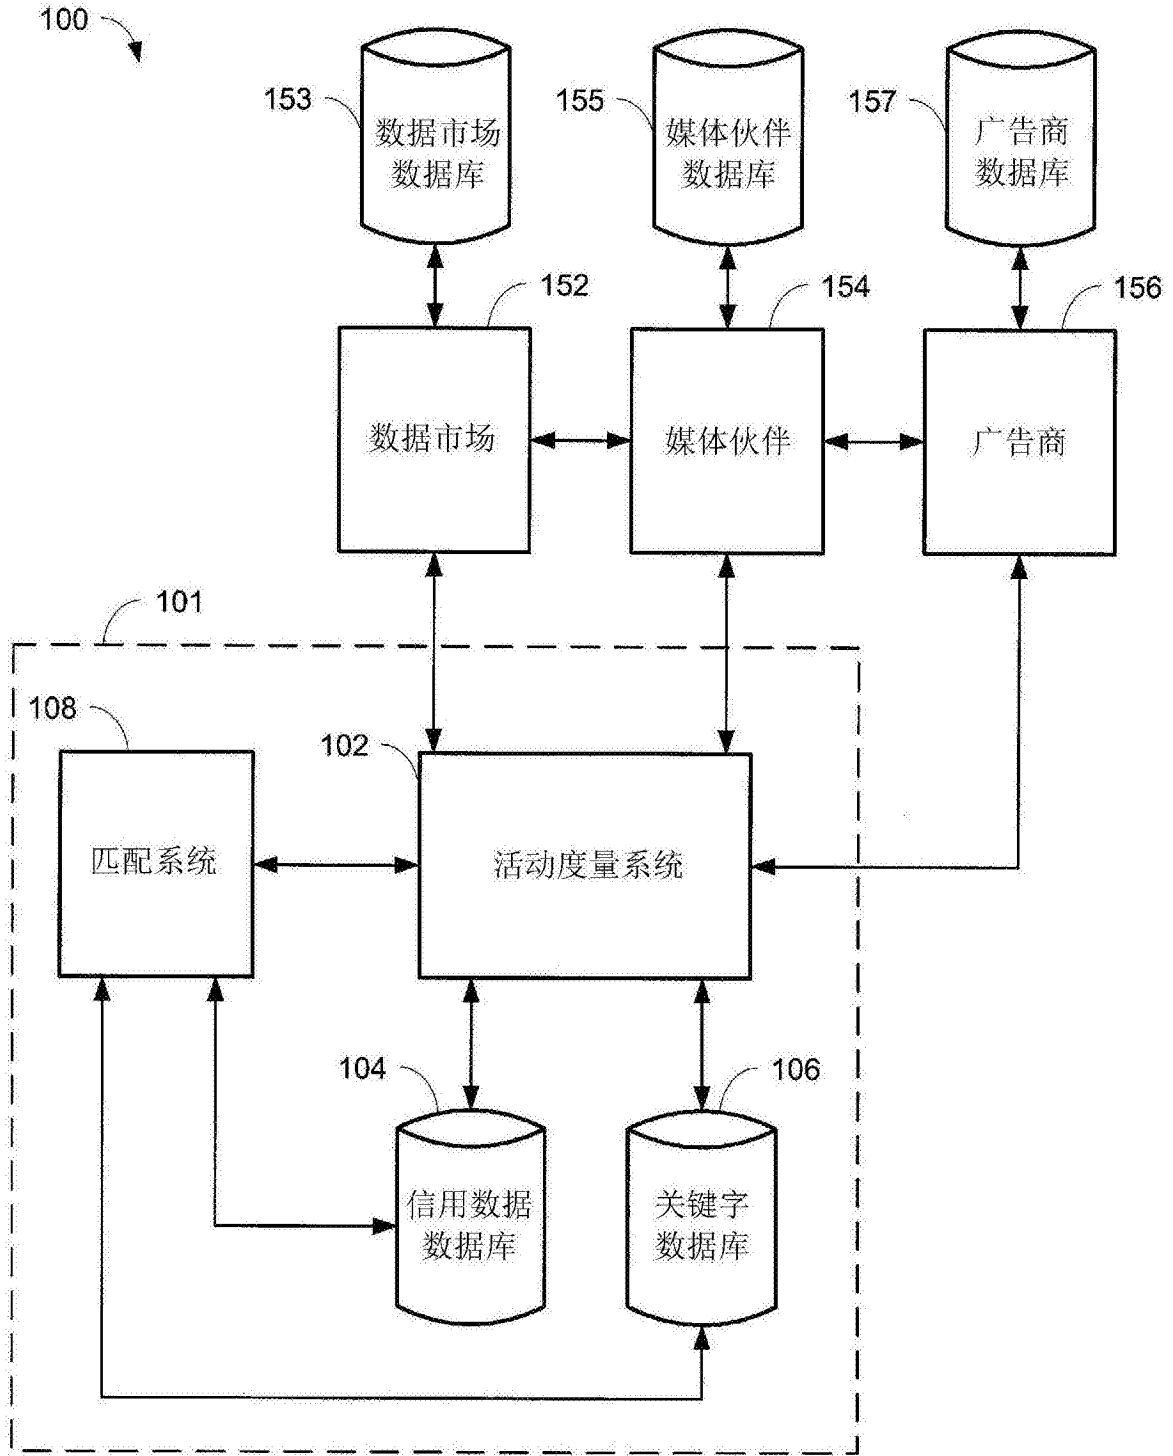 100
153
数据市场
数据库
155
媒体伙伴
数据库
157
广告商
数据库
152
数据市场
154
媒体伙伴
156
广告商
101
108
匹配系统
102
活动度量系统
104
信用数据
数据库
106
关键字
数据库